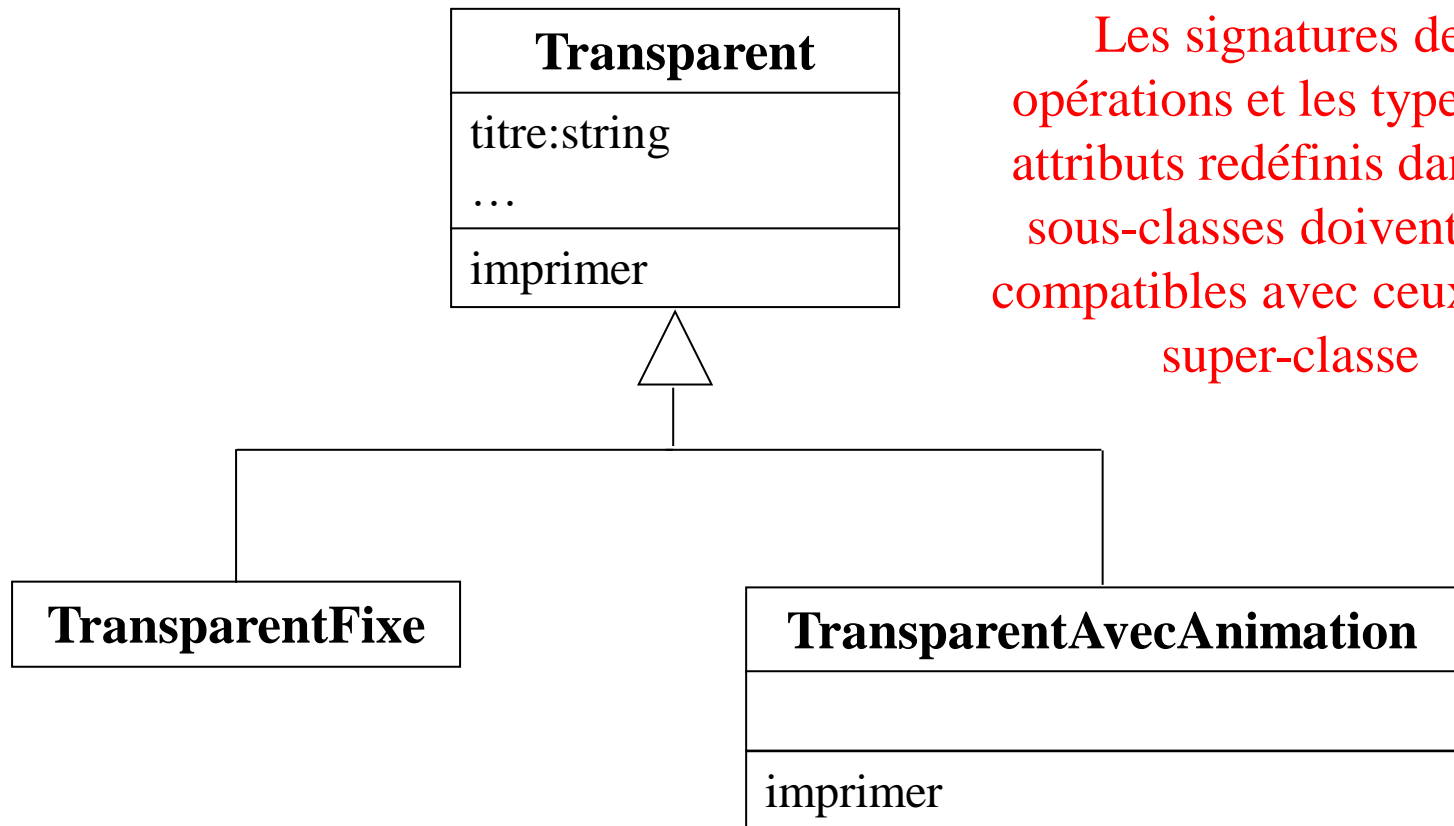 Transparent
titre:string
…
imprimer
Les signatures de
opérations et les type
attributs redéfinis da
sous-classes doivent
compatibles avec ceux
super-classe
TransparentFixe
TransparentAvecAnimation
imprimer